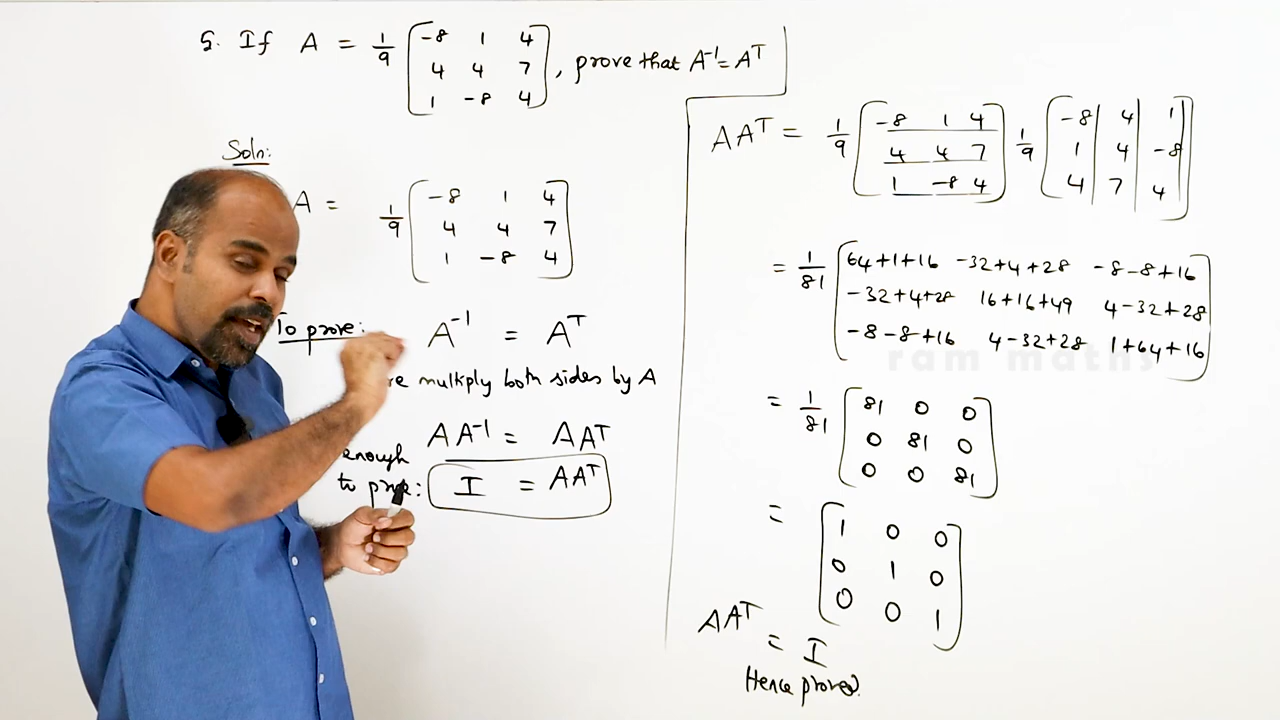 5. If A = 1/9 [-8 1 4
4 4 7
1 -8 4], prove that A⁻¹ = Aᵀ
Soln:
A = 1/9 [-8 1 4
4 4 7
1 -8 4]
To prove: A⁻¹ = Aᵀ
multiply both sides by A
AA⁻¹ = AAᵀ
enough
to prove: I = AAᵀ
AAᵀ = 1/9 [-8 1 4
4 4 7
1 -8 4] 1/9 [-8 4 1
1 4 -8
4 7 4]
= 1/81 [64+1+16 -32+4+28 -8-8+16
-32+4+28 16+16+49 4-32+28
-8-8+16 4-32+28 1+64+16]
ram maths
= 1/81 [81 0 0
0 81 0
0 0 81]
= [1 0 0
0 1 0
0 0 1]
AAᵀ = I
Hence proved.